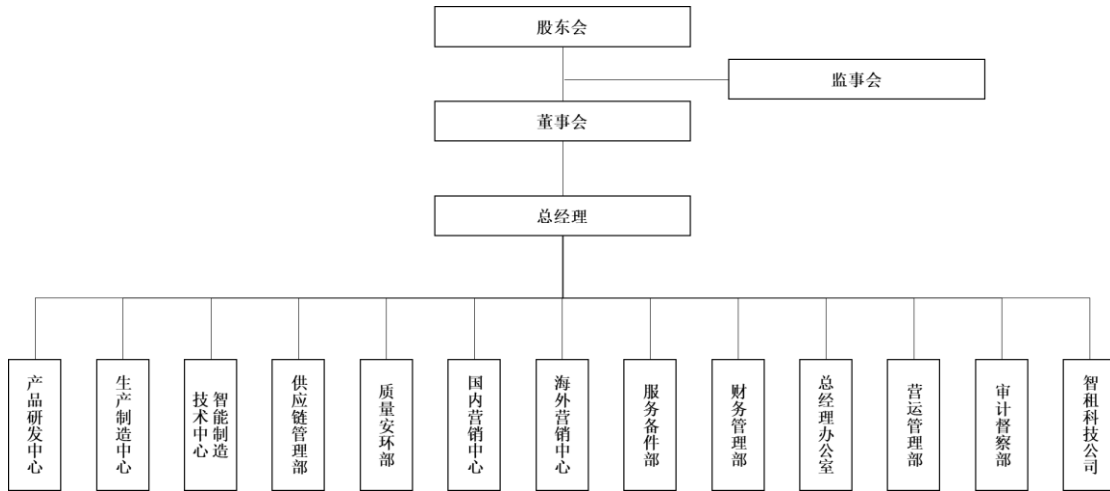 股东会
监事会
董事会
总经理
产品研发中心
生产制造中心
智能制造
技术中心
供应链管理部
质量安环部
国内营销中心
海外营销中心
服务备件部
财务管理部
总经理办公室
营运管理部
审计督察部
智租科技公司